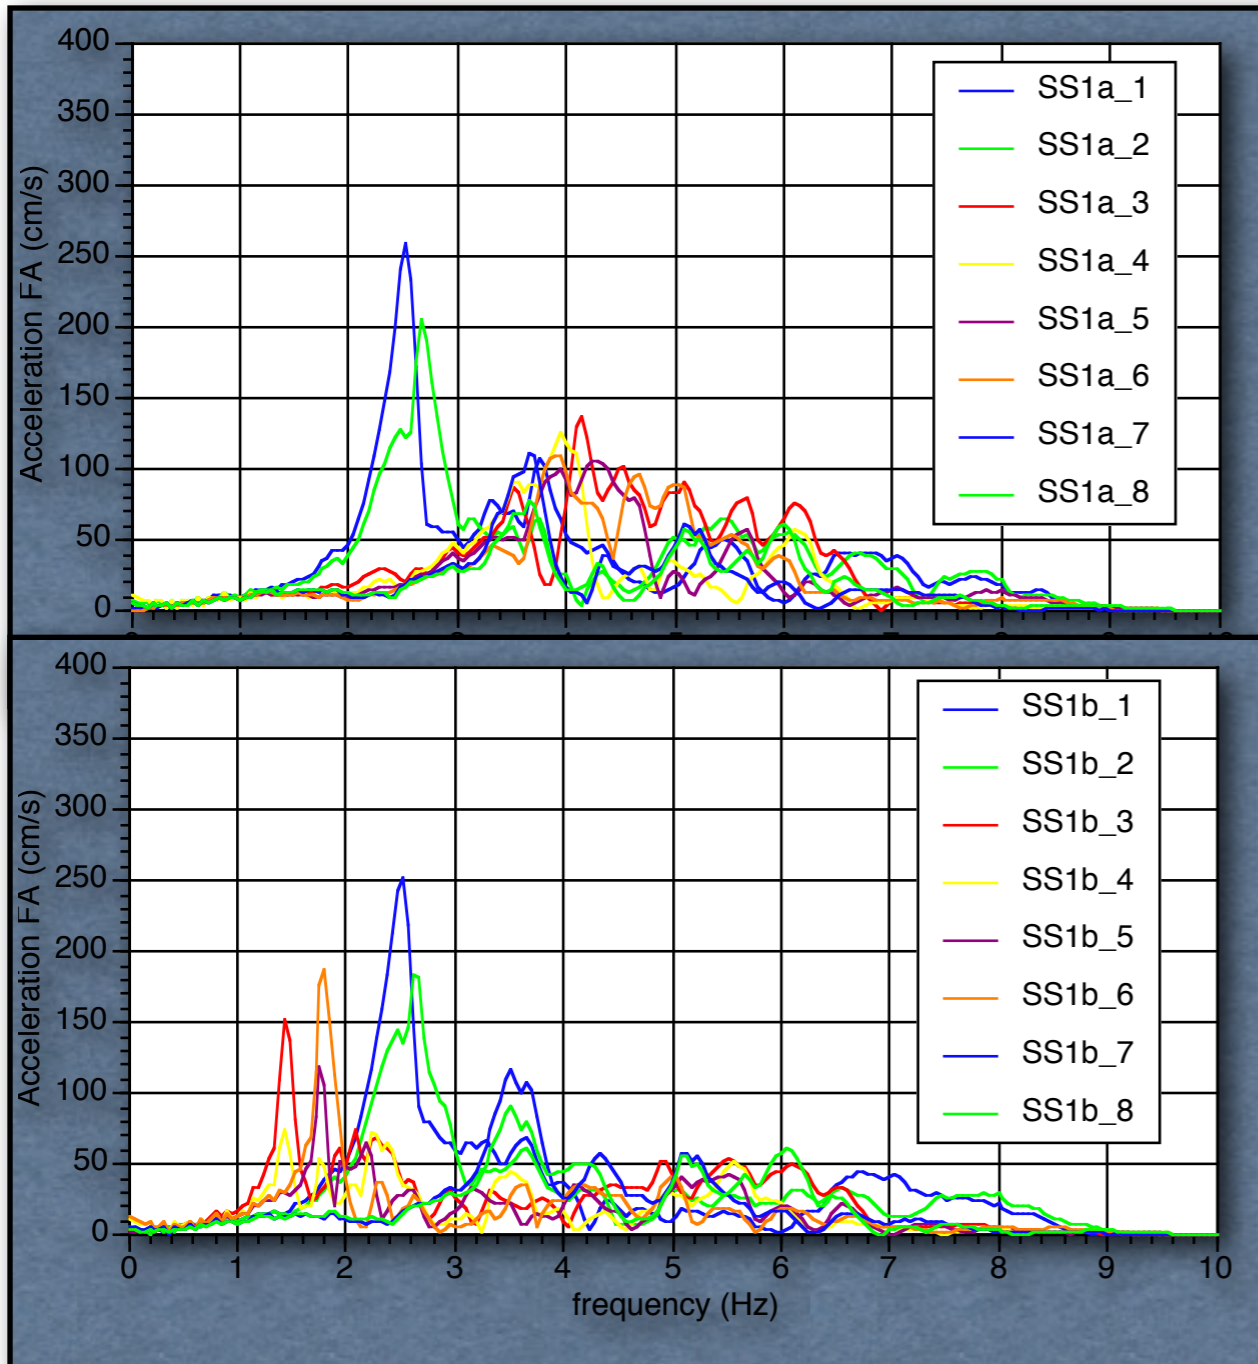 400
350
300
250
200
150
100
50
0
Acceleration FA (cm/s)
SS1a_1
SS1a_2
SS1a_3
SS1a_4
SS1a_5
SS1a_6
SS1a_7
SS1a_8
400
350
300
250
200
150
100
50
0
Acceleration FA (cm/s)
SS1b_1
SS1b_2
SS1b_3
SS1b_4
SS1b_5
SS1b_6
SS1b_7
SS1b_8
0 1 2 3 4 5 6 7 8 9 10
frequency (Hz)